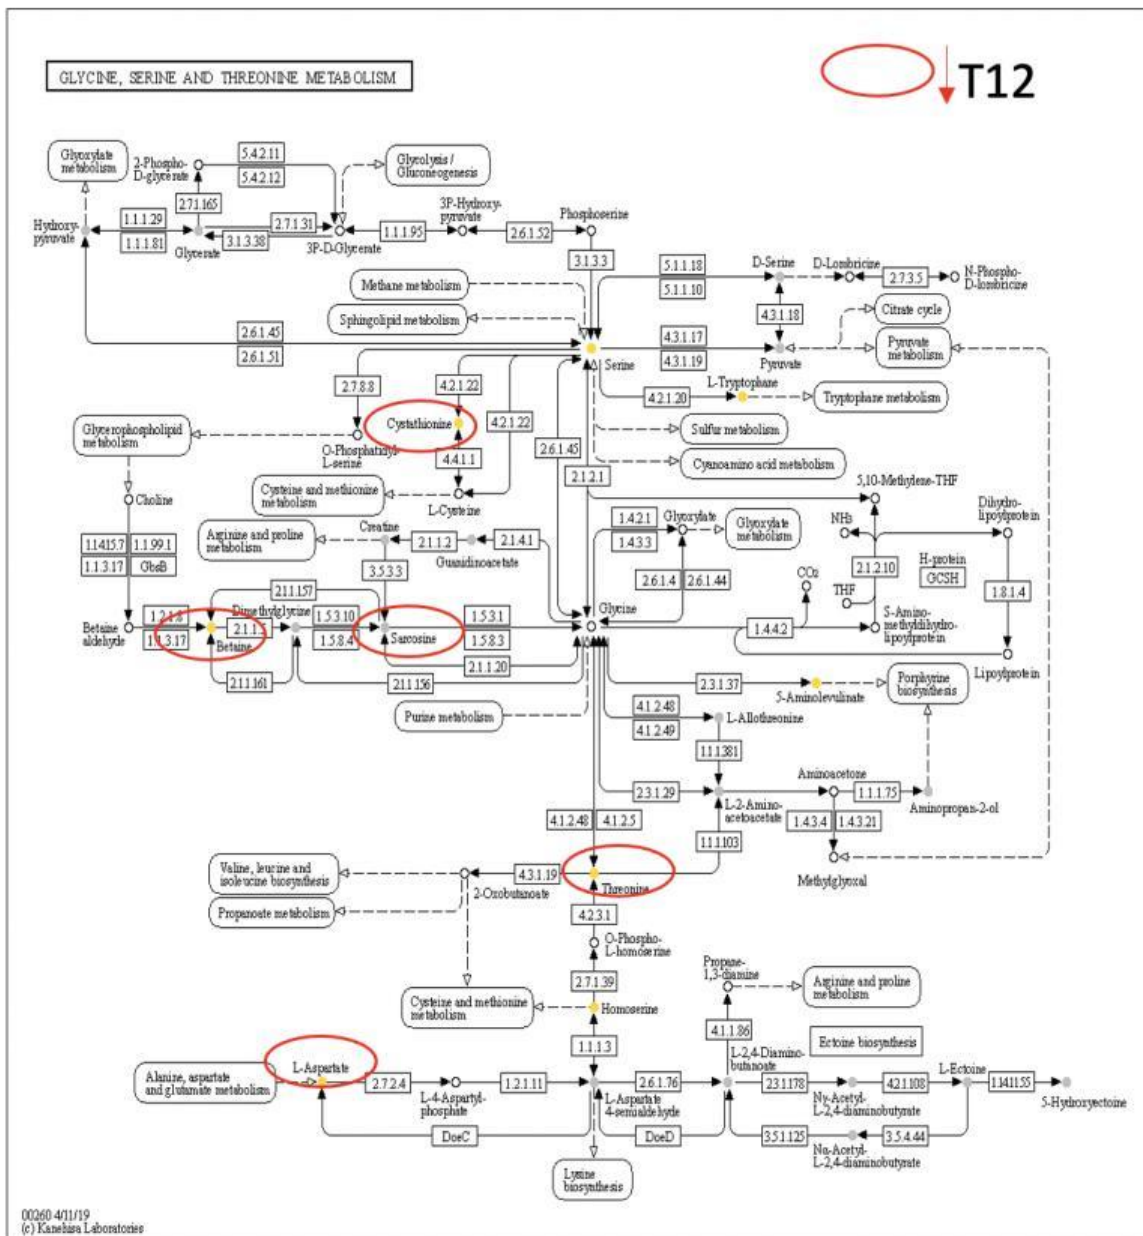 T12
GLYCINE, SERINE AND THREONINE METABOLISM
Glyoxylate
metabolism
2-Phospho-
D-glycerate
5.4.2.11
5.4.2.12
Glycolysis /
Gluconeogenesis
2.7.1.165
Hydroxy-
pyruvate
1.1.1.29
1.1.1.81
Glycerate
2.7.1.31
3.1.3.38
3P-D-Glycerate
1.1.1.95
3P-Hydroxy-
pyruvate
2.6.1.52
Phosphoserine
3.1.3.3
Methane metabolism
Sphingolipid metabolism
5.1.1.18
5.1.1.10
D-Serine
D-Lombricine
2.7.3.5
N-Phospho-
D-lombricine
4.3.1.18
Citrate cycle
2.6.1.45
2.6.1.51
Serine
4.3.1.17
4.3.1.19
Pyruvate
Pyruvate
metabolism
2.7.8.8
4.2.1.22
4.2.1.20
L-Tryptophane
Tryptophane metabolism
Cystathionine
4.2.1.22
Sulfur metabolism
Glycerophospholipid
metabolism
O-Phosphatidyl-
L-serine
4.4.1.1
2.6.1.45
Cyanoamino acid metabolism
2.1.2.1
Cysteine and methionine
metabolism
L-Cysteine
5,10-Methylene-THF
Choline
Arginine and proline
metabolism
Creatine
2.1.1.2
Guanidinoacetate
2.1.4.1
1.4.2.1
1.4.3.3
Glyoxylate
Glyoxylate
metabolism
NH3
Dihydro-
lipoylprotein
1.14.15.7
1.1.99.1
1.1.3.17
GbsB
3.5.3.3
2.6.1.4
2.6.1.44
CO2
2.1.2.10
H-protein
GCSH
THF
1.8.1.4
2.1.1.157
Betaine
aldehyde
1.2.1.8
1.1.3.17
Betaine
2.1.1.5
Dimethylglycine
1.5.3.10
1.5.8.4
Sarcosine
1.5.3.1
1.5.8.3
Glycine
1.4.4.2
S-Amino-
methyldihydro-
lipoylprotein
Lipoylprotein
2.1.1.20
2.1.1.161
2.1.1.156
2.3.1.37
5-Aminolevulinate
Porphyrine
biosynthesis
Purine metabolism
4.1.2.48
4.1.2.49
L-Allothreonine
1.1.1.381
2.3.1.29
L-2-Amino-
acetoacetate
Aminoacetone
1.1.1.75
Aminopropan-2-ol
4.1.2.48
4.1.2.5
1.1.1.103
1.4.3.4
1.4.3.21
Methylglyoxal
Valine, leucine and
isoleucine biosynthesis
2-Oxobutanoate
4.3.1.19
Threonine
Propanoate metabolism
4.2.3.1
O-Phospho-
L-homoserine
2.7.1.39
Propane-
1,3-diamine
Arginine and proline
metabolism
Cysteine and methionine
metabolism
Homoserine
4.1.1.86
Ectoine biosynthesis
1.1.1.3
L-Aspartate
Alanine, aspartate
and glutamate metabolism
2.7.2.4
L-4-Aspartyl-
phosphate
1.2.1.11
L-Aspartate
4-semialdehyde
2.6.1.76
L-2,4-Diamino-
butanoate
2.3.1.178
Nγ-Acetyl-
L-2,4-diaminobutyrate
4.2.1.108
L-Ectoine
1.14.11.55
5-Hydroxyectoine
DoeC
DoeD
3.5.1.125
Nα-Acetyl-
L-2,4-diaminobutyrate
3.5.4.44
Lysine
biosynthesis
00260 4/11/19
(c) Kanehisa Laboratories